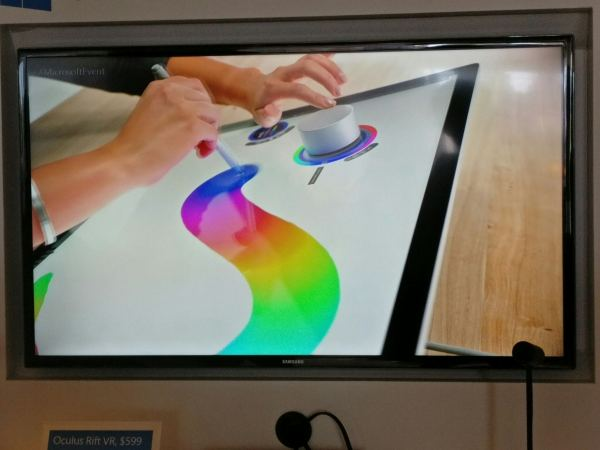 #MicrosoftEvent
SAMSUNG
Oculus Rift VR, $599